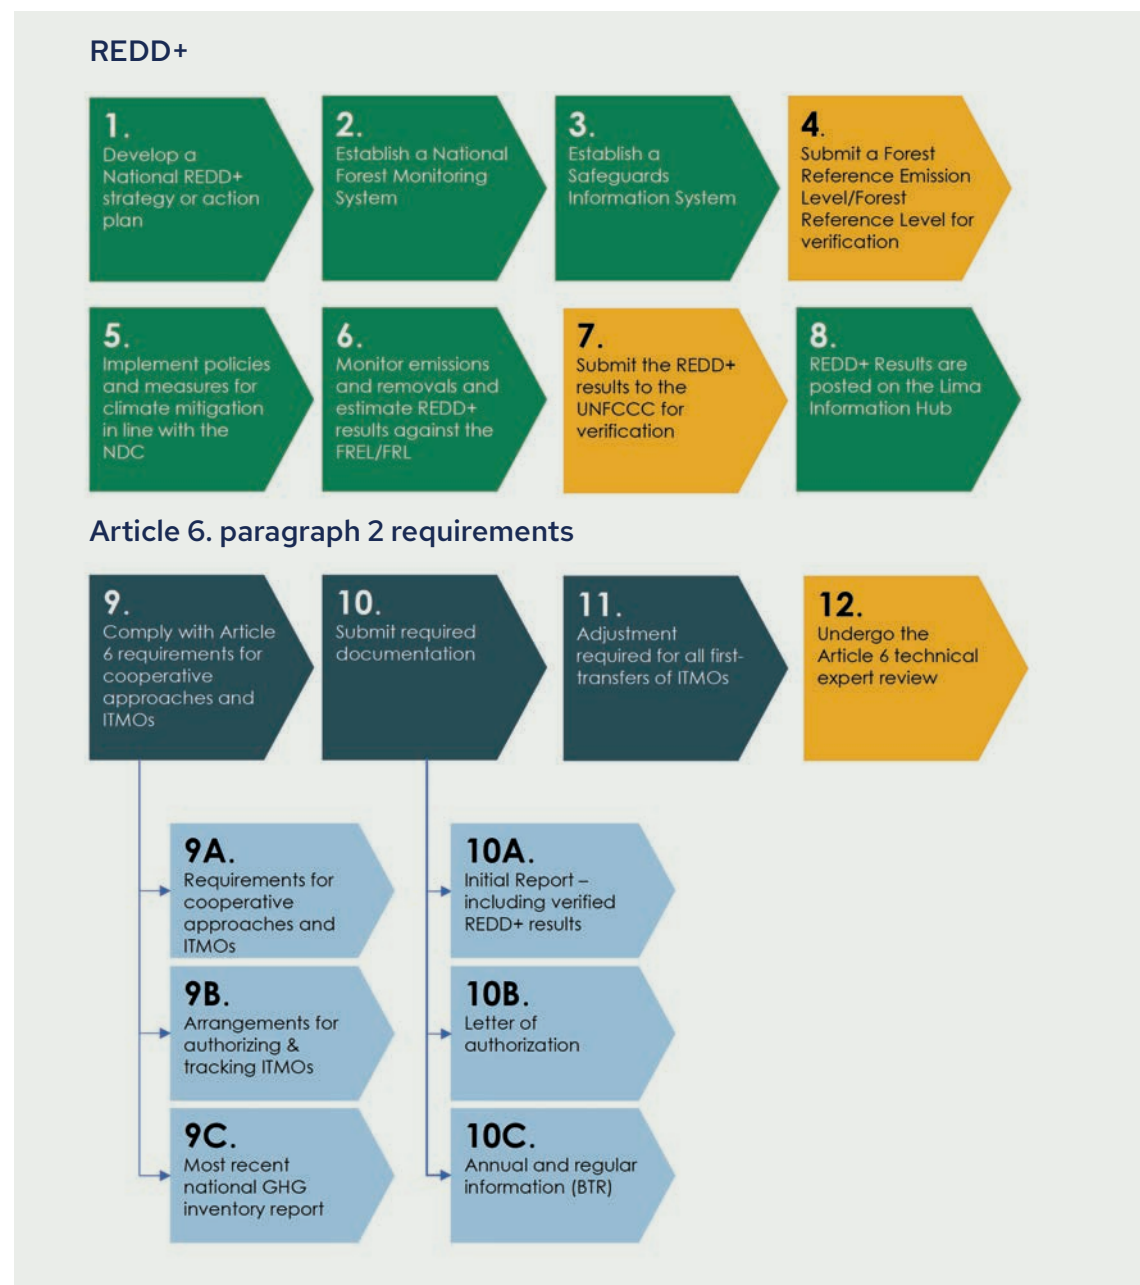 REDD+
1.
Develop a
National REDD+
strategy or action
plan
2.
Establish a National
Forest Monitoring
System
3.
Establish a
Safeguards
Information System
4.
Submit a Forest
Reference Emission
Level/Forest
Reference Level for
verification
5.
Implement policies
and measures for
climate mitigation
in line with the
NDC
6.
Monitor emissions
and removals and
estimate REDD+
results against the
FREL/FRL
7.
Submit the REDD+
results to the
UNFCCC for
verification
8.
REDD+ Results are
posted on the Lima
Information Hub
Article 6. paragraph 2 requirements
9.
Comply with Article
6 requirements for
cooperative
approaches and
ITMOs
10.
Submit required
documentation
11.
Adjustment
required for all first-
transfers of ITMOs
12.
Undergo the
Article 6 technical
expert review
9A.
Requirements for
cooperative
approaches and
ITMOs
9B.
Arrangements for
authorizing &
tracking ITMOs
9C.
Most recent
national GHG
inventory report
10A.
Initial Report –
including verified
REDD+ results
10B.
Letter of
authorization
10C.
Annual and regular
information (BTR)